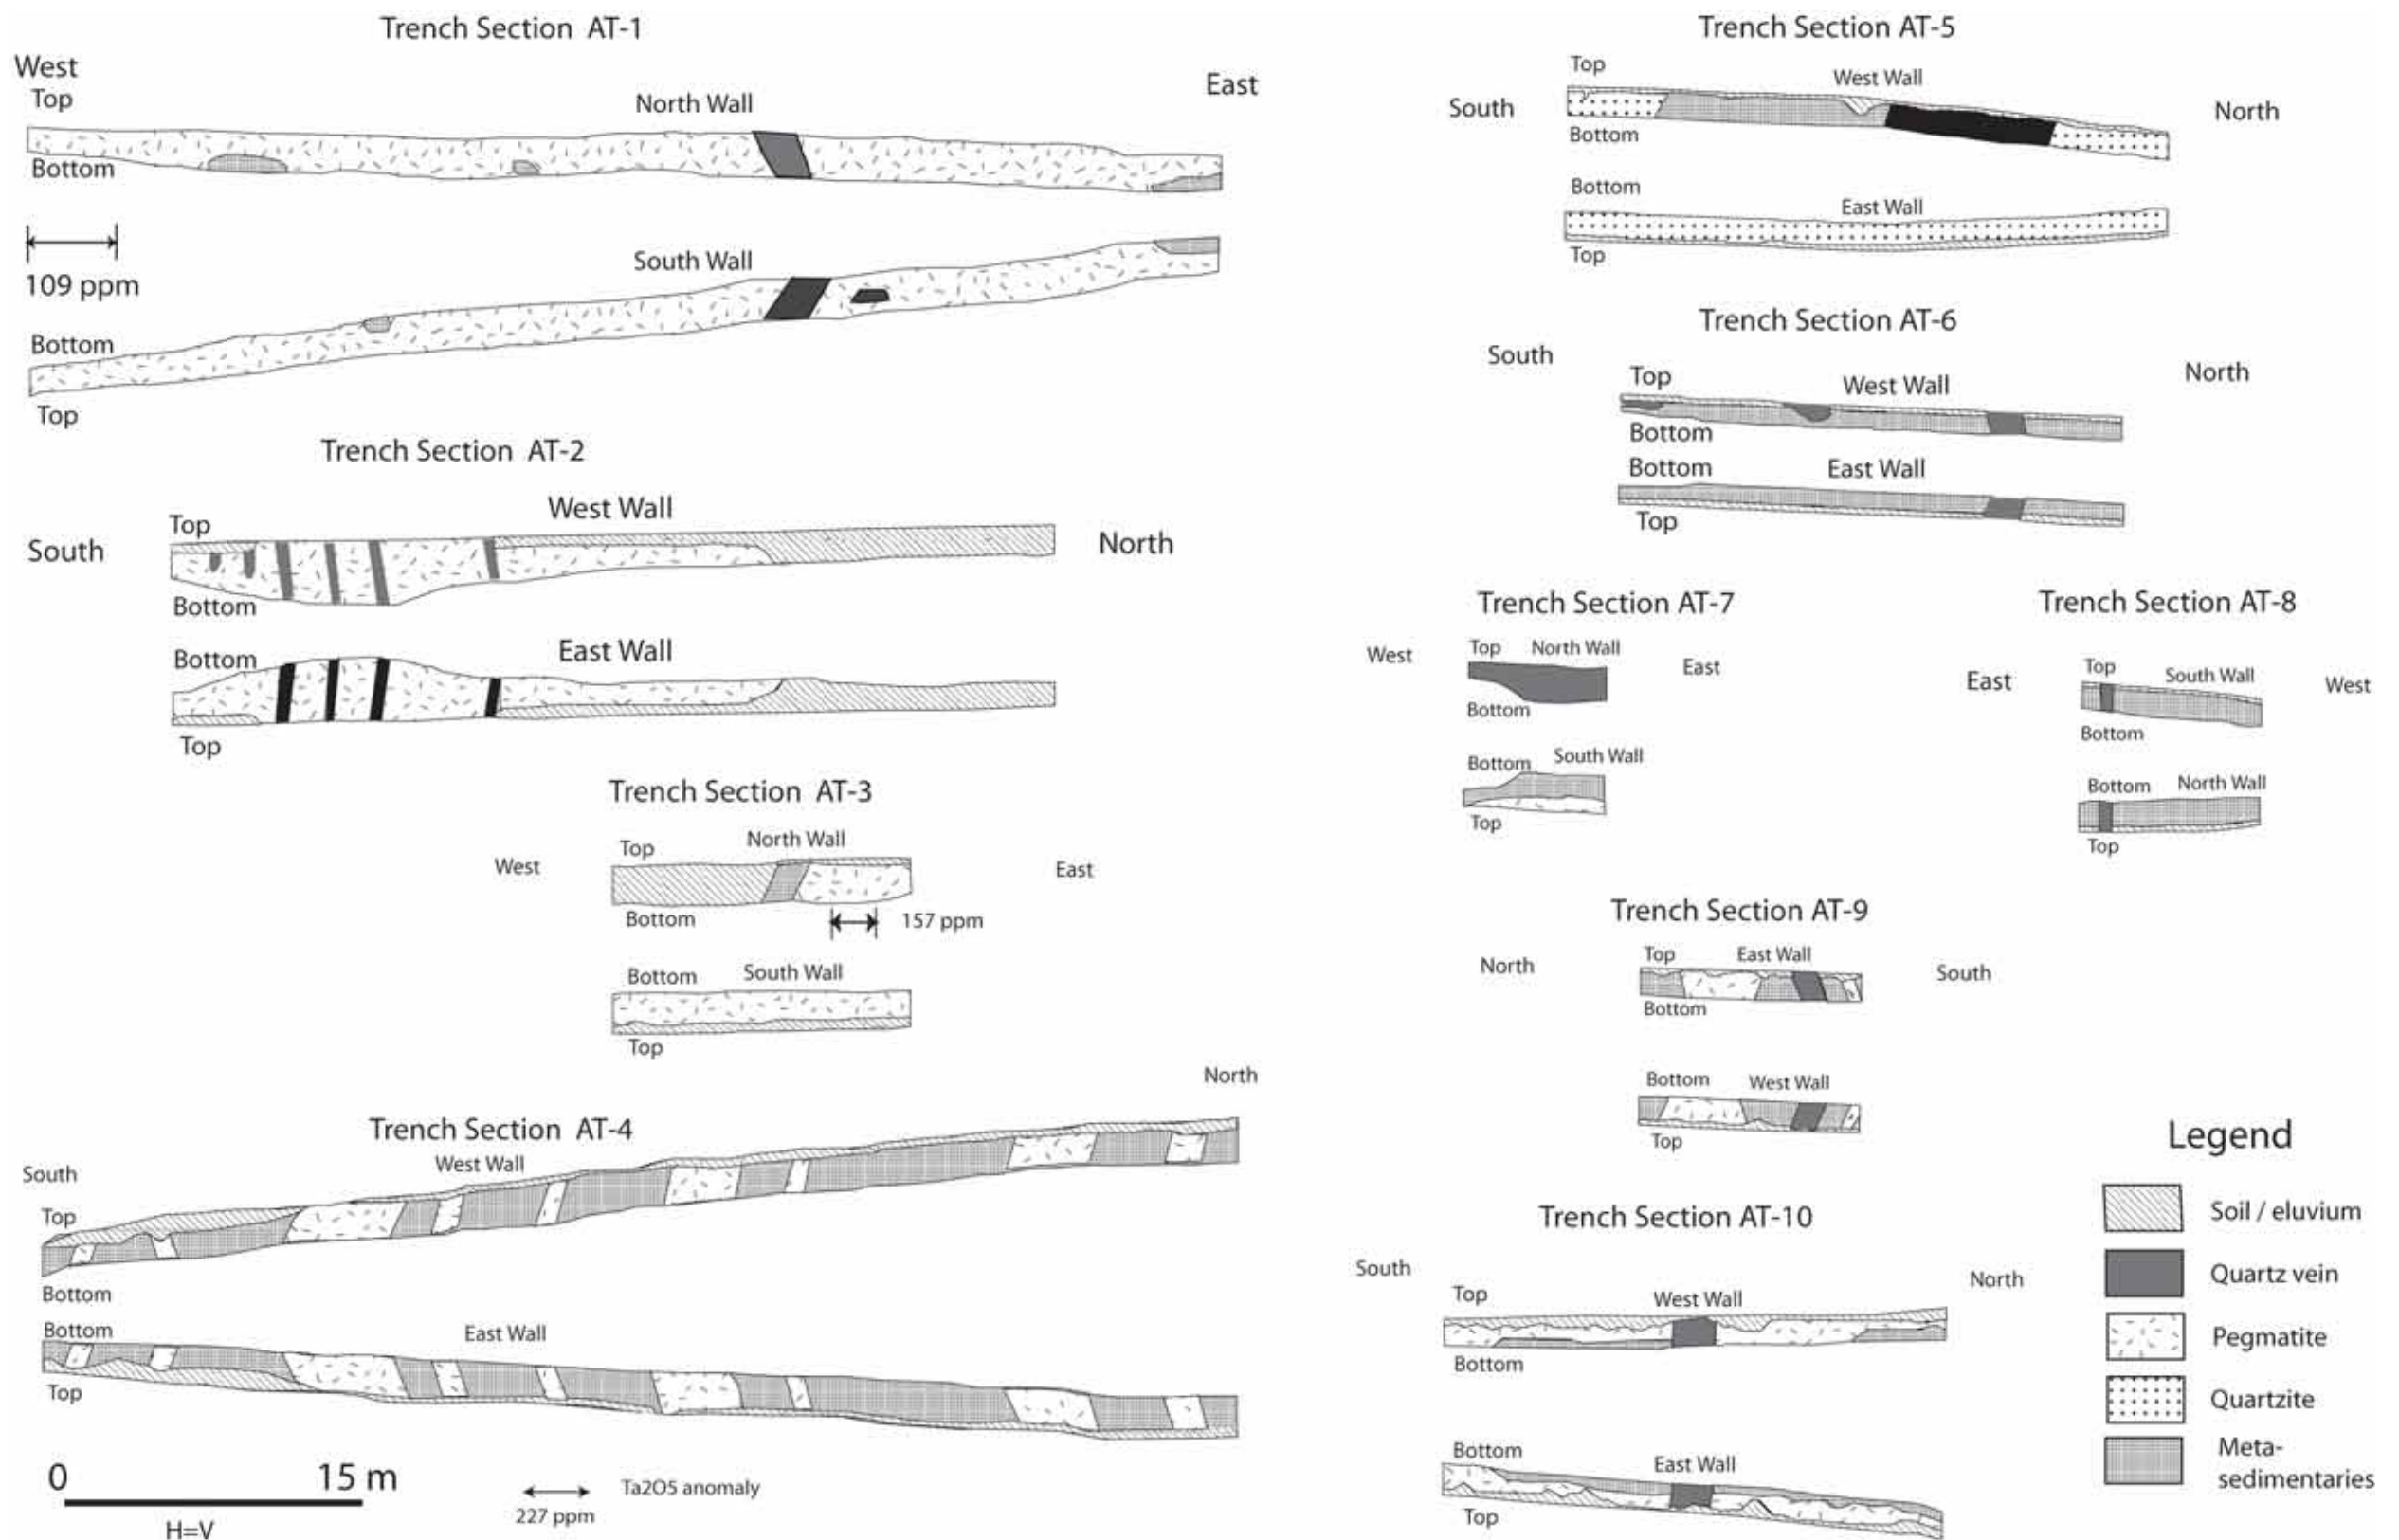 Trench Section AT-1
West
Top
North Wall
East
Bottom
109 ppm
South Wall
Bottom
Top
Trench Section AT-2
West Wall
Top
South
North
Bottom
Bottom
East Wall
Top
Trench Section AT-3
North Wall
Top
West
East
Bottom
157 ppm
Bottom
South Wall
Top
North
Trench Section AT-4
West Wall
South
Top
Bottom
Bottom
East Wall
Top
0
15 m
H=V
Ta2O5 anomaly
227 ppm
Trench Section AT-5
Top
West Wall
South
North
Bottom
Bottom
East Wall
Top
Trench Section AT-6
South
Top
West Wall
North
Bottom
Bottom
East Wall
Top
Trench Section AT-7
Top
North Wall
West
East
Bottom
Bottom
South Wall
Top
Trench Section AT-8
Top
South Wall
East
West
Bottom
Bottom
North Wall
Top
Trench Section AT-9
Top
East Wall
North
South
Bottom
Bottom
West Wall
Top
Trench Section AT-10
South
North
Top
West Wall
Bottom
Bottom
East Wall
Top
Legend
Soil / eluvium
Quartz vein
Pegmatite
Quartzite
Meta-
sedimentaries